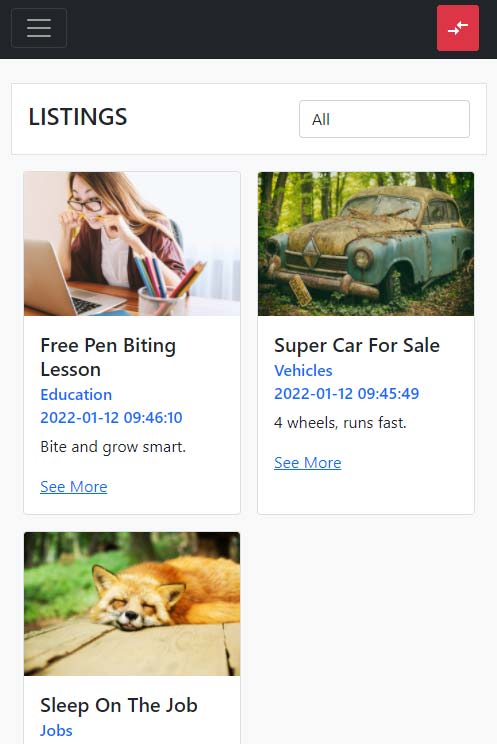 LISTINGS
All
Free Pen Biting
Lesson
Education
2022-01-12 09:46:10
Bite and grow smart.
See More
Super Car For Sale
Vehicles
2022-01-12 09:45:49
4 wheels, runs fast.
See More
Sleep On The Job
Jobs